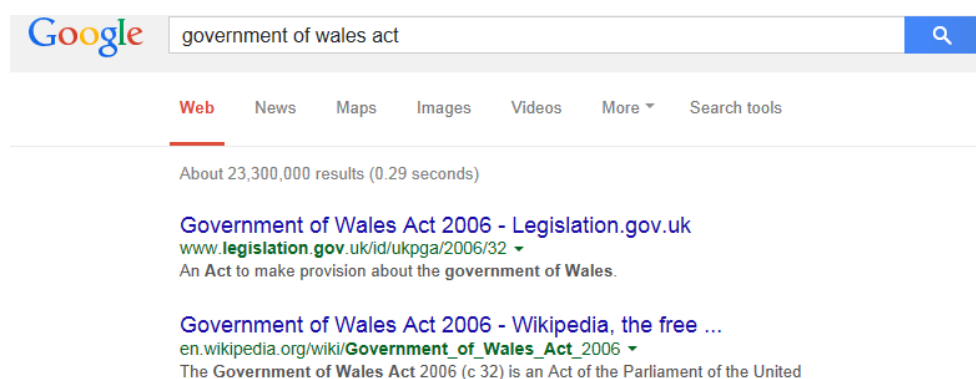 Google government of wales act
Web News Maps Images Videos More Search tools
About 23,300,000 results (0.29 seconds)
Government of Wales Act 2006 - Legislation.gov.uk
www.legislation.gov.uk/id/ukpga/2006/32
An Act to make provision about the government of Wales.
Government of Wales Act 2006 - Wikipedia, the free ...
en.wikipedia.org/wiki/Government_of_Wales_Act_2006
The Government of Wales Act 2006 (c 32) is an Act of the Parliament of the United